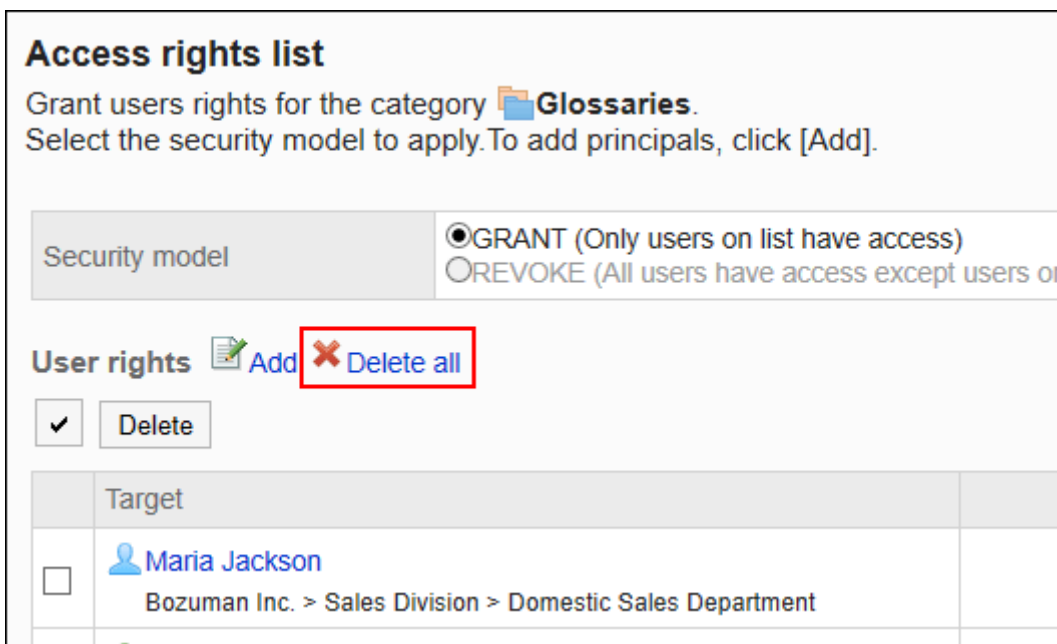 Access rights list
Grant users rights for the category Glossaries.
Select the security model to apply.To add principals, click [Add].
Security model
GRANT (Only users on list have access)
REVOKE (All users have access except users
User rights Add Delete all
Delete
Target
Maria Jackson
Bozuman Inc. > Sales Division > Domestic Sales Department